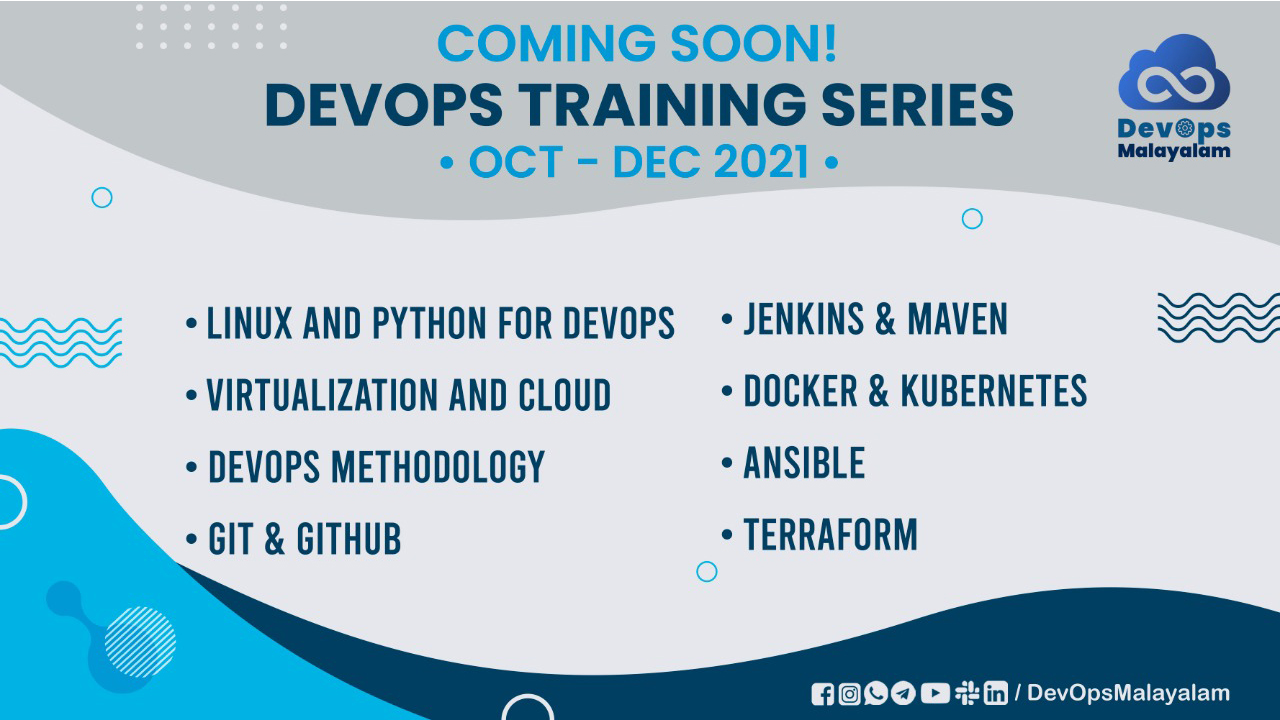 COMING SOON!
DEVOPS TRAINING SERIES
• OCT - DEC 2021 •
DevOps
Malayalam
• LINUX AND PYTHON FOR DEVOPS
• VIRTUALIZATION AND CLOUD
• DEVOPS METHODOLOGY
• GIT & GITHUB
• JENKINS & MAVEN
• DOCKER & KUBERNETES
• ANSIBLE
• TERRAFORM
/ DevOpsMalayalam